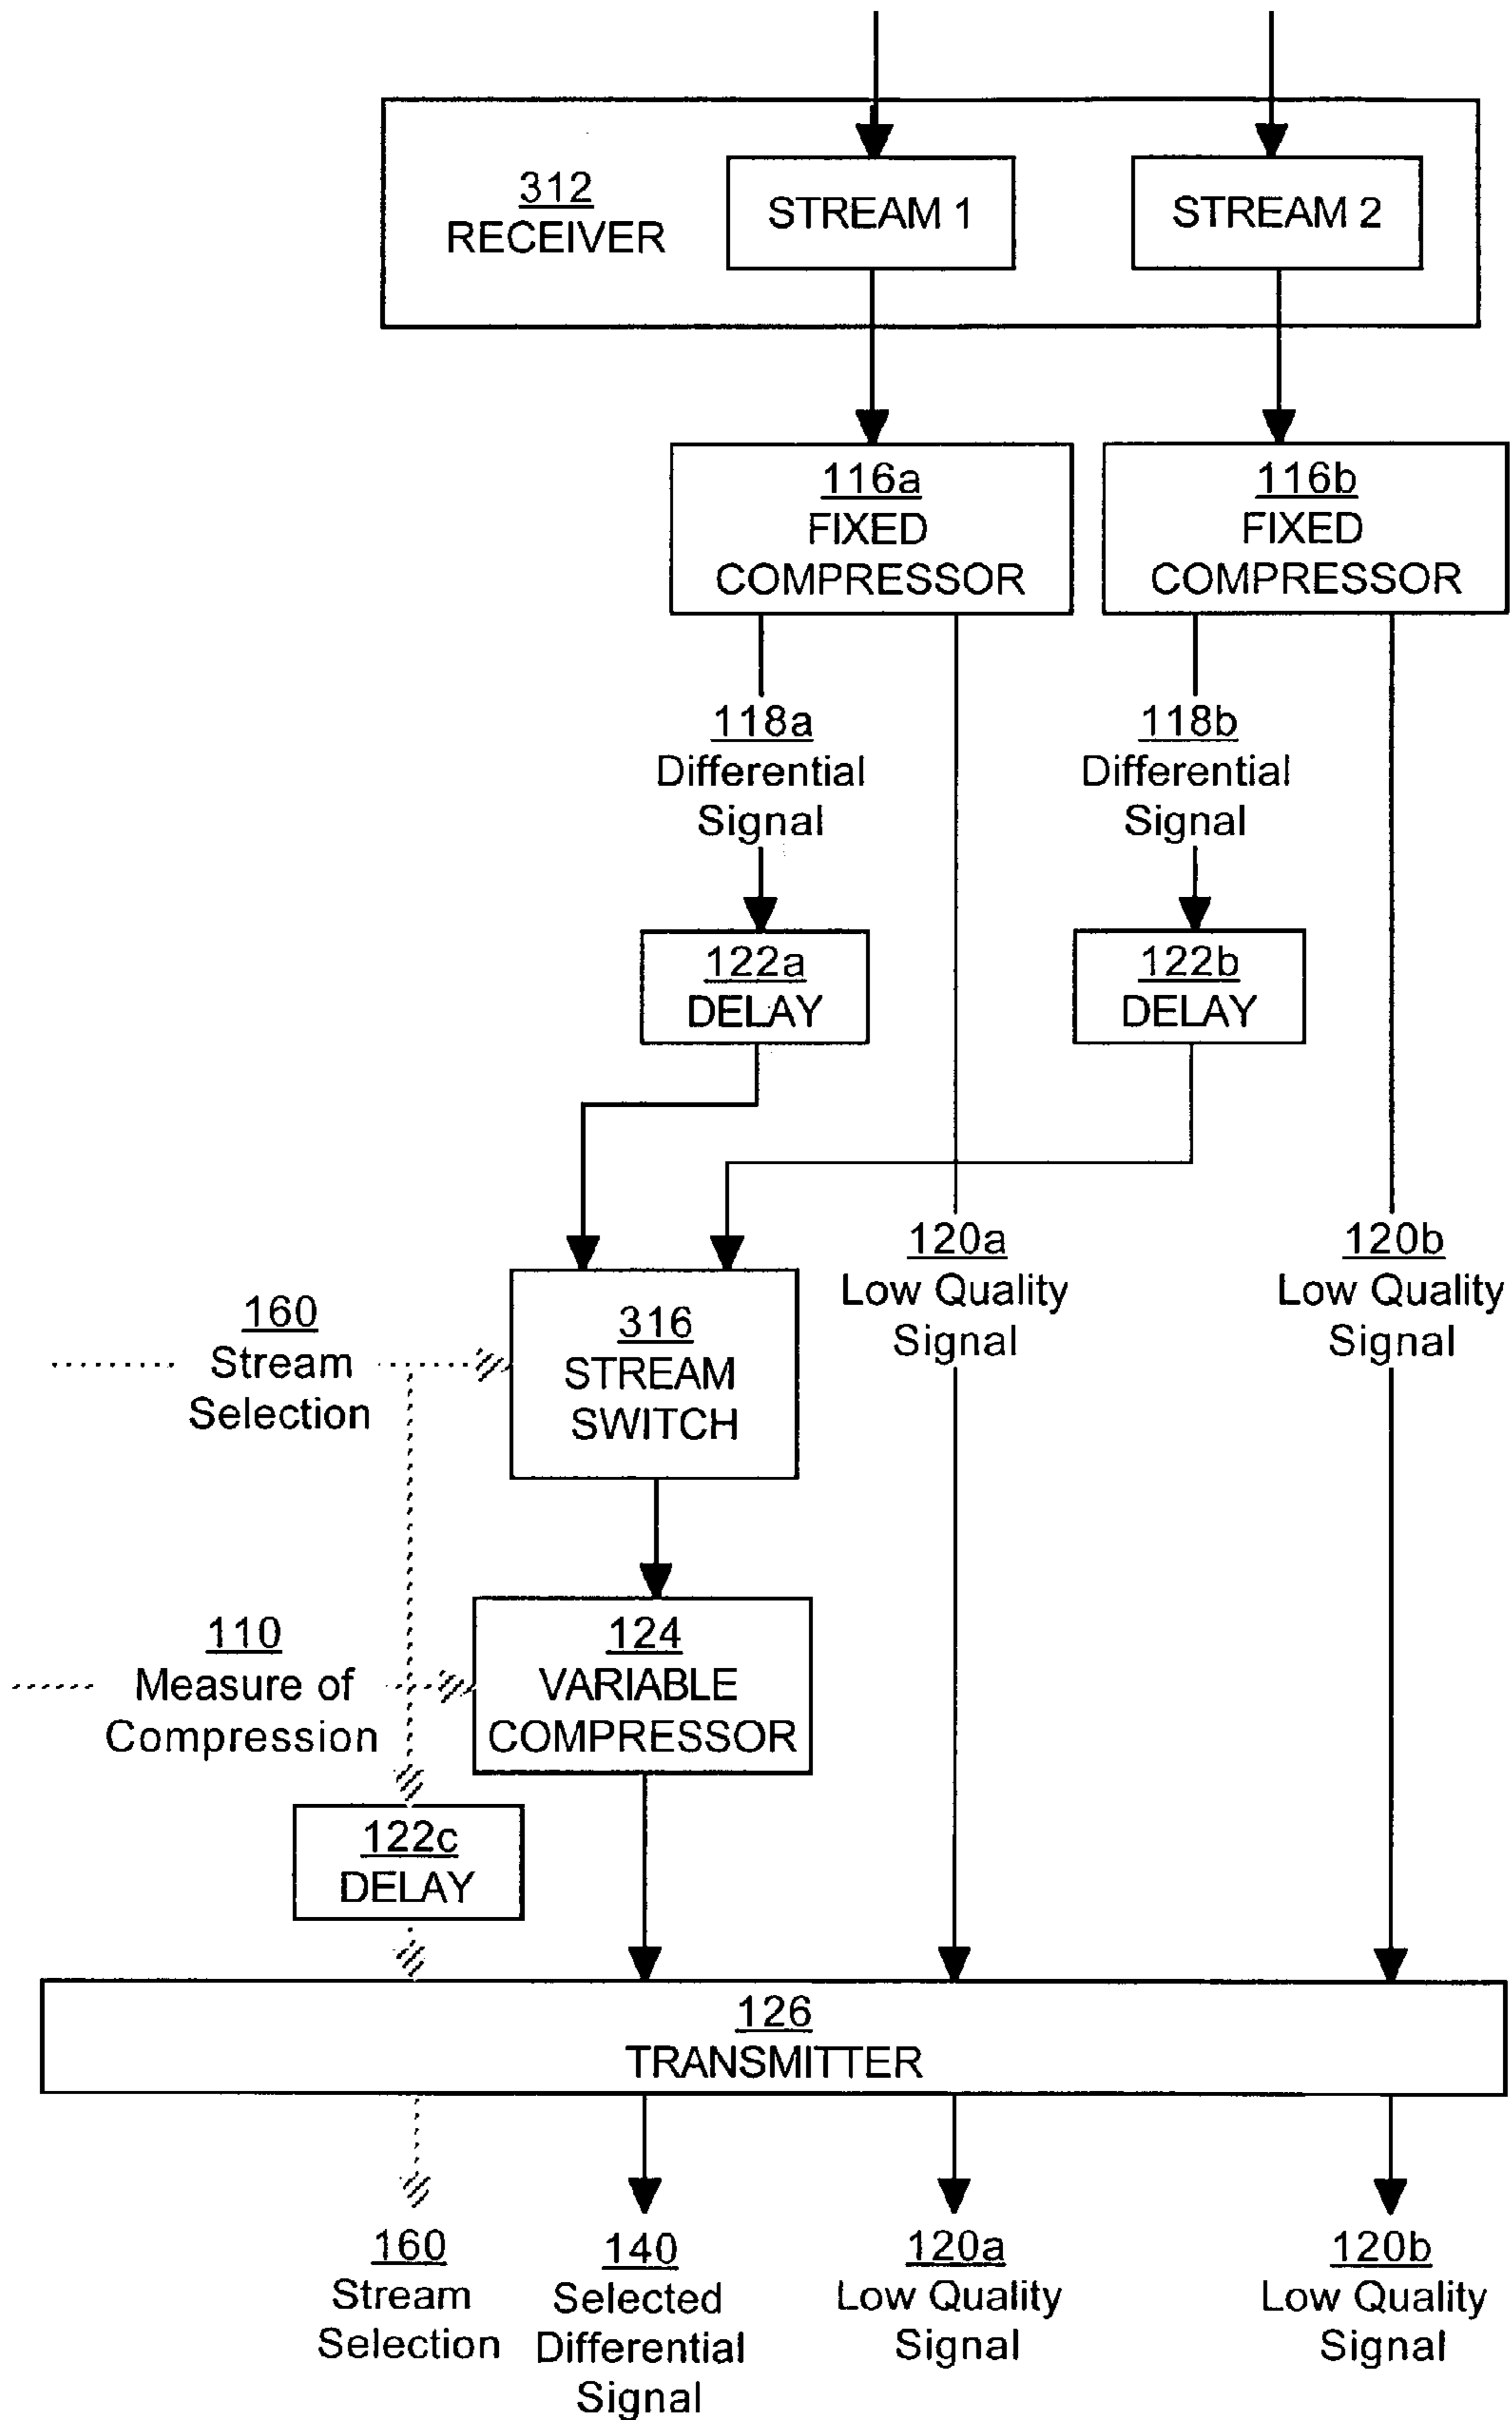 312
RECEIVER
STREAM 1
STREAM 2
116a
FIXED
COMPRESSOR
116b
FIXED
COMPRESSOR
118a
Differential
Signal
118b
Differential
Signal
122a
DELAY
122b
DELAY
120a
Low Quality
Signal
120b
Low Quality
Signal
160
Stream
Selection
316
STREAM
SWITCH
110
Measure of
Compression
124
VARIABLE
COMPRESSOR
122c
DELAY
126
TRANSMITTER
160
Stream
Selection
140
Selected
Differential
Signal
120a
Low Quality
Signal
120b
Low Quality
Signal